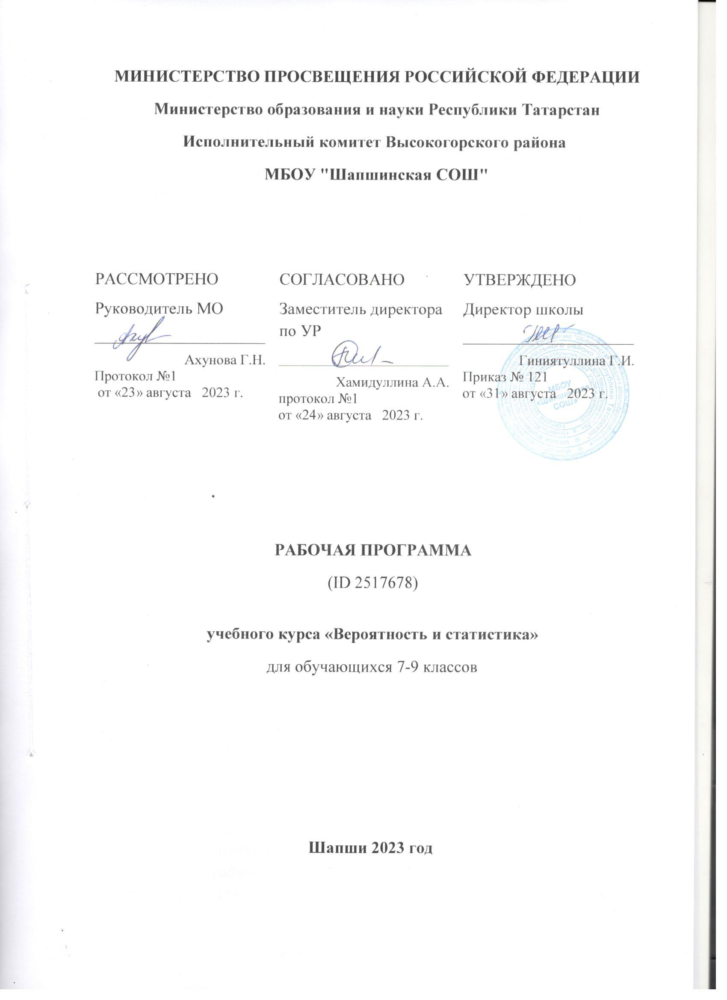 МИНИСТЕРСТВО ПРОСВЕЩЕНИЯ РОССИЙСКОЙ ФЕДЕРАЦИИ
Министерство образования и науки Республики Татарстан
Исполнительный комитет Высокогорского района
МБОУ "Шапшинская СОШ"
РАССМОТРЕНО
Руководитель МО
Ахунова Г.Н.
Протокол №1
от «23» августа 2023 г.
СОГЛАСОВАНО
Заместитель директора
по УР
Хамидуллина А.А.
протокол №1
от «24» августа 2023 г.
УТВЕРЖДЕНО
Директор школы
Гиниятуллина Г.И.
Приказ № 121
от «31» августа 2023 г.
МБОУ
«Шапшинская
СОШ»
РАБОЧАЯ ПРОГРАММА
(ID 2517678)
учебного курса «Вероятность и статистика»
для обучающихся 7-9 классов
Шапши 2023 год